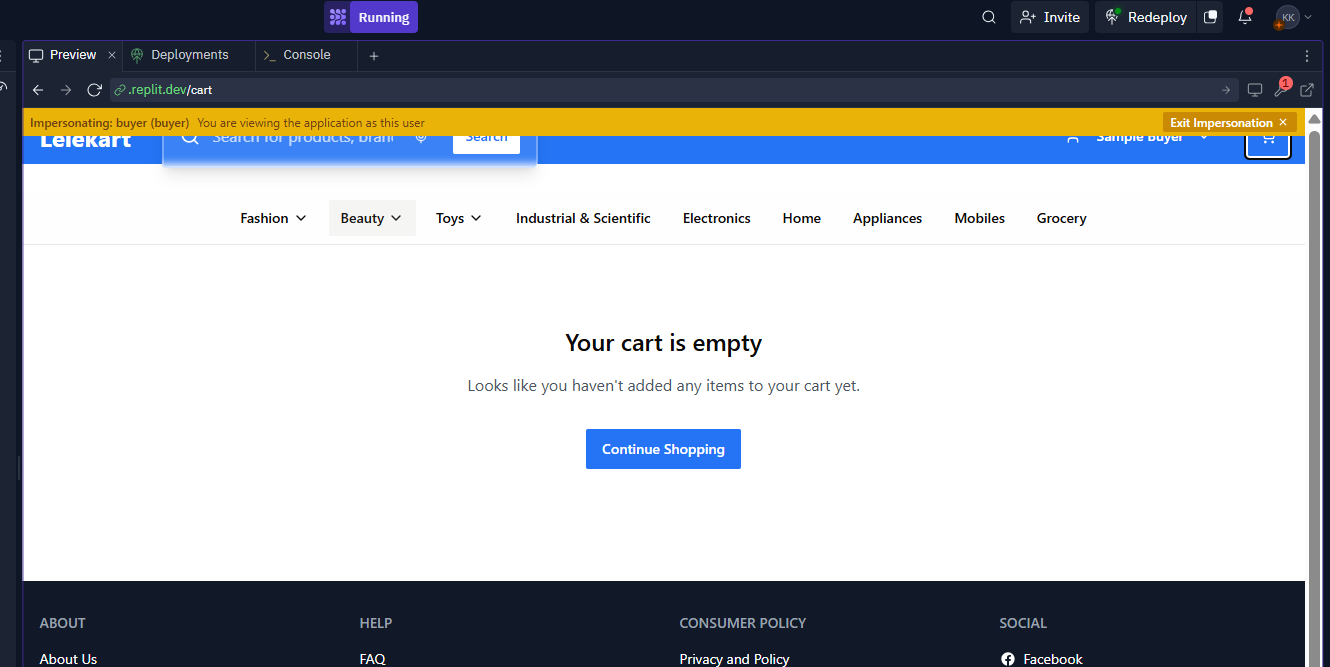 Running
Invite
Redeploy
KK
Preview
Deployments
Console
.replit.dev/cart
1
Impersonating: buyer (buyer) You are viewing the application as this user
Exit Impersonation ×
Lelekart
Search for products, bran
Search
Sample Buyer
Fashion
Beauty
Toys
Industrial & Scientific
Electronics
Home
Appliances
Mobiles
Grocery
Your cart is empty
Looks like you haven't added any items to your cart yet.
Continue Shopping
ABOUT
HELP
CONSUMER POLICY
SOCIAL
About Us
FAQ
Privacy and Policy
Facebook